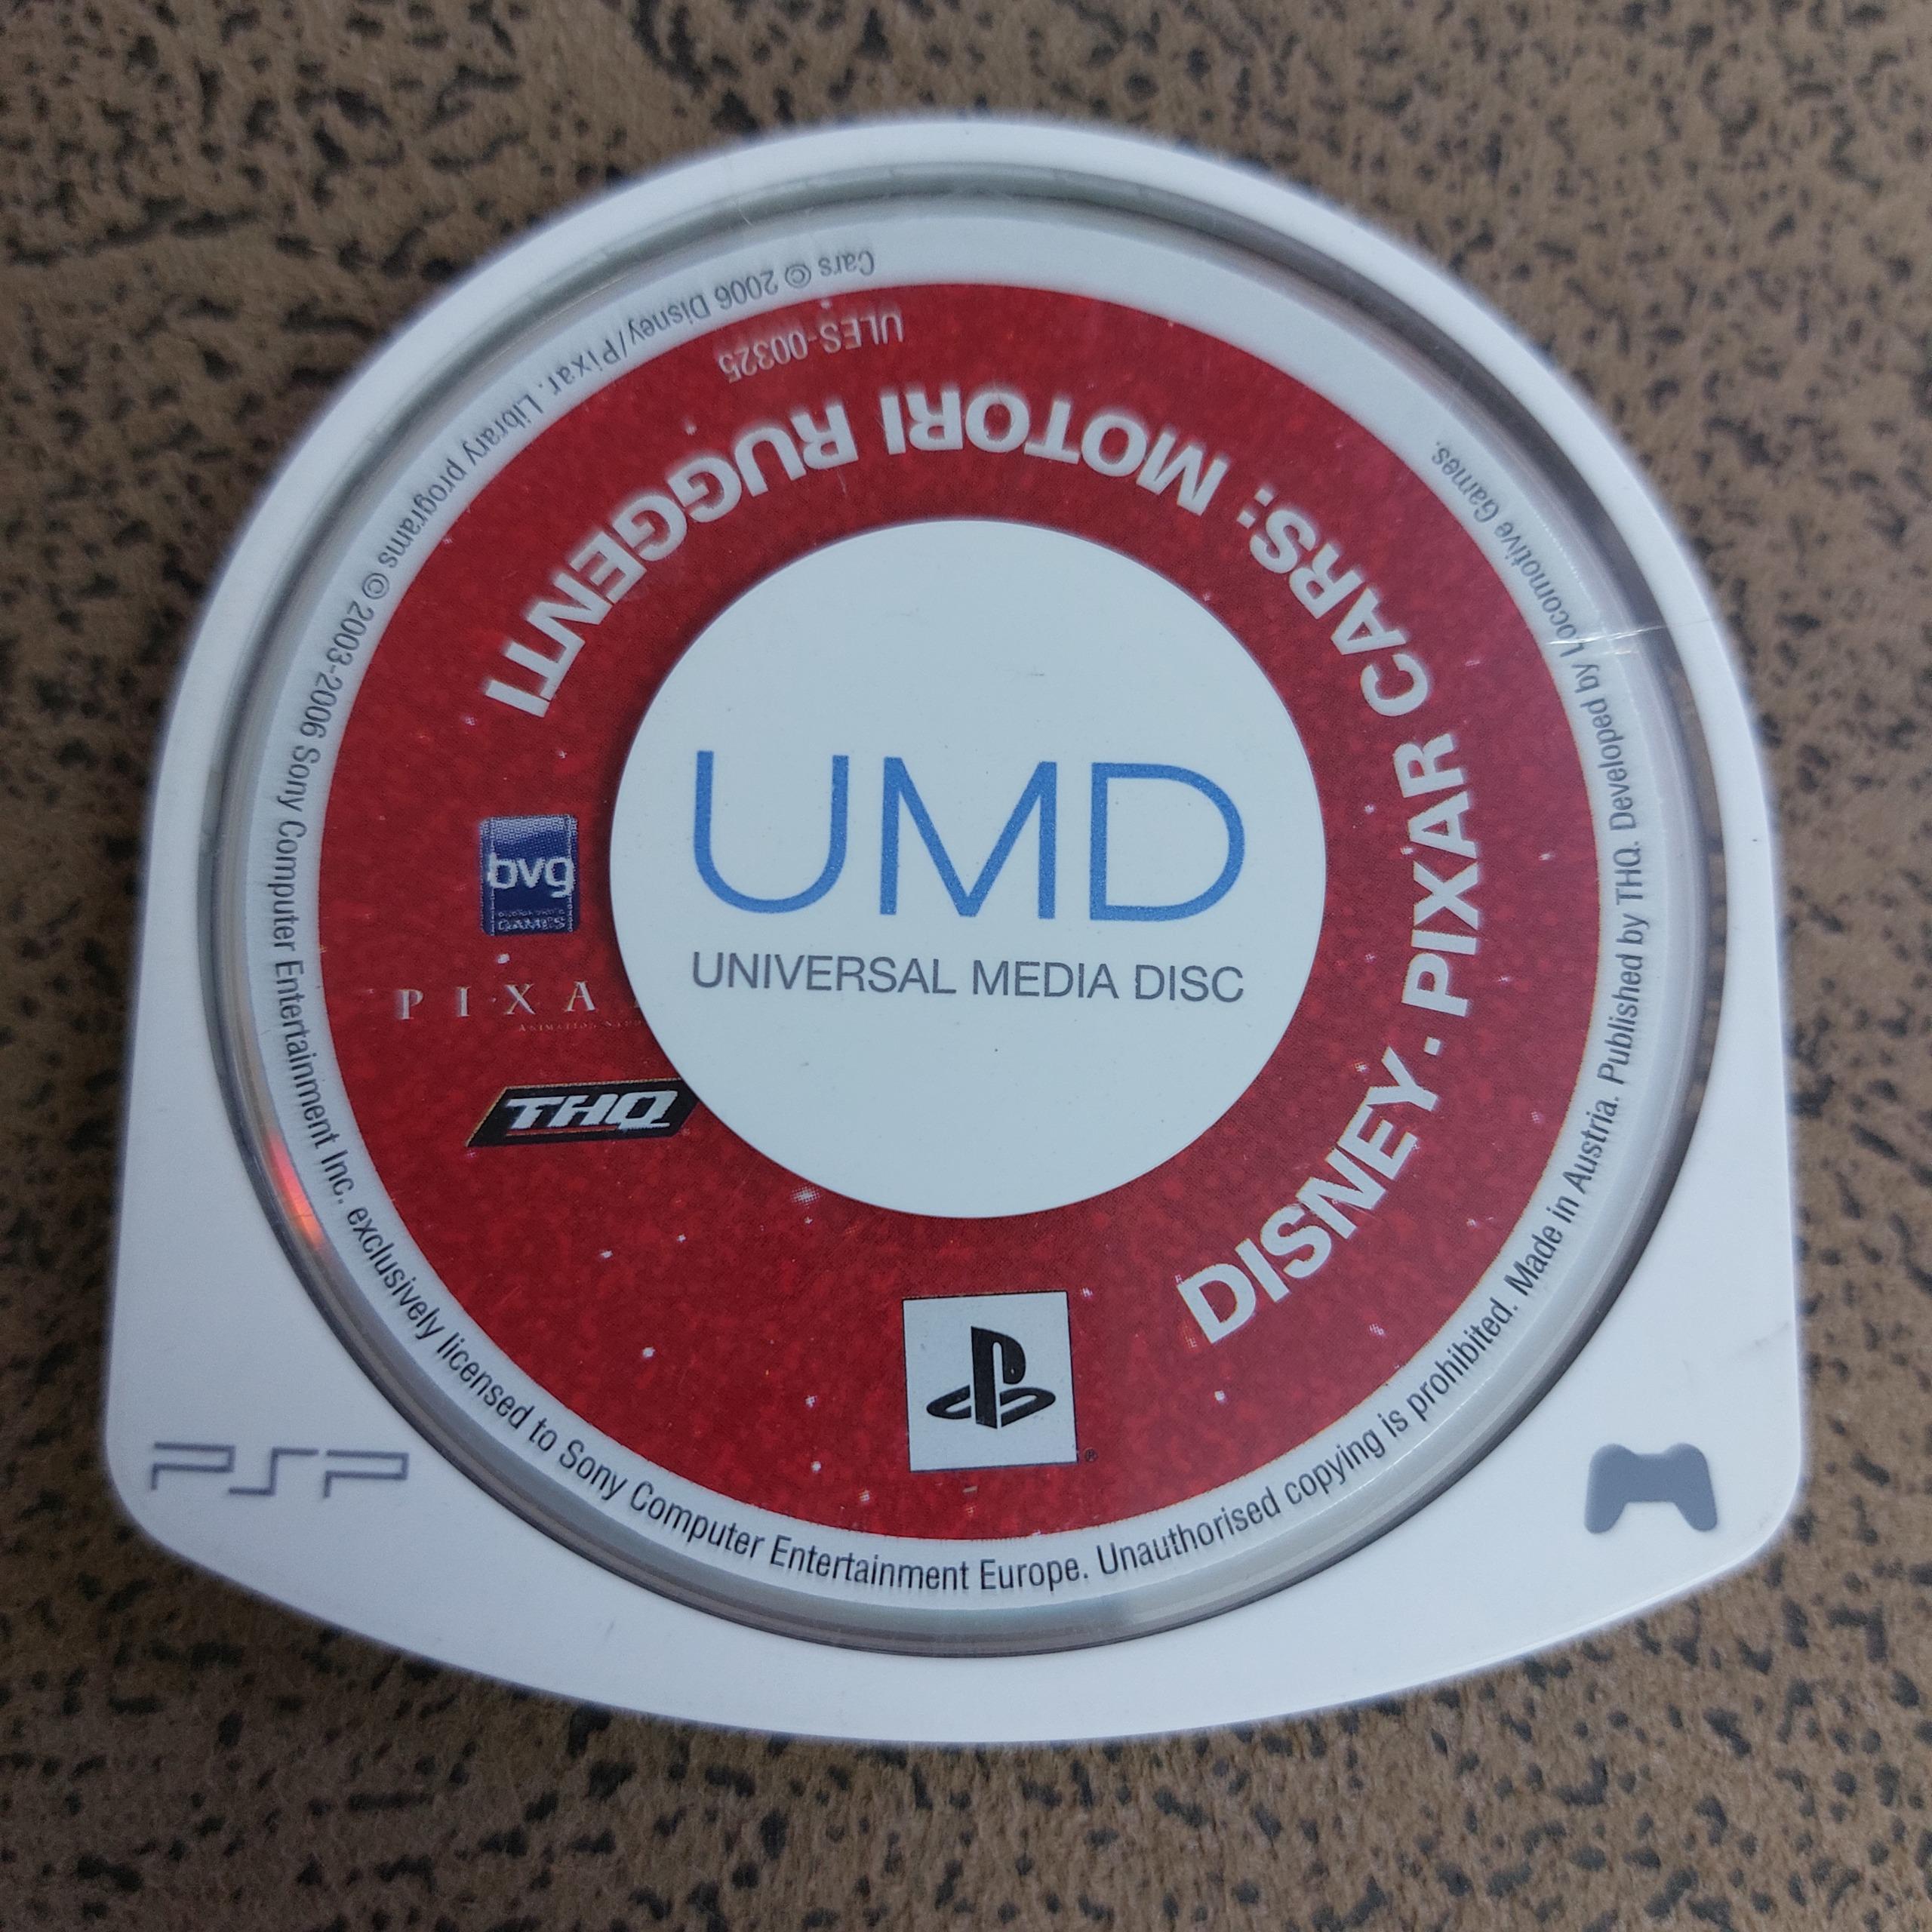 UMD
UNIVERSAL MEDIA DISC
DISNEY. PIXAR CARS: MOTORI RUGGENTI
ULES-00325
bvg
GAMES
PIXA
THQ
PSP
Cars © 2006 Disney/Pixar. Library programs © 2003-2006 Sony Computer Entertainment Inc. exclusively licensed to Sony Computer Entertainment Europe. Unauthorised copying is prohibited. Made in Austria. Published by THQ. Developed by Locomotive Games.